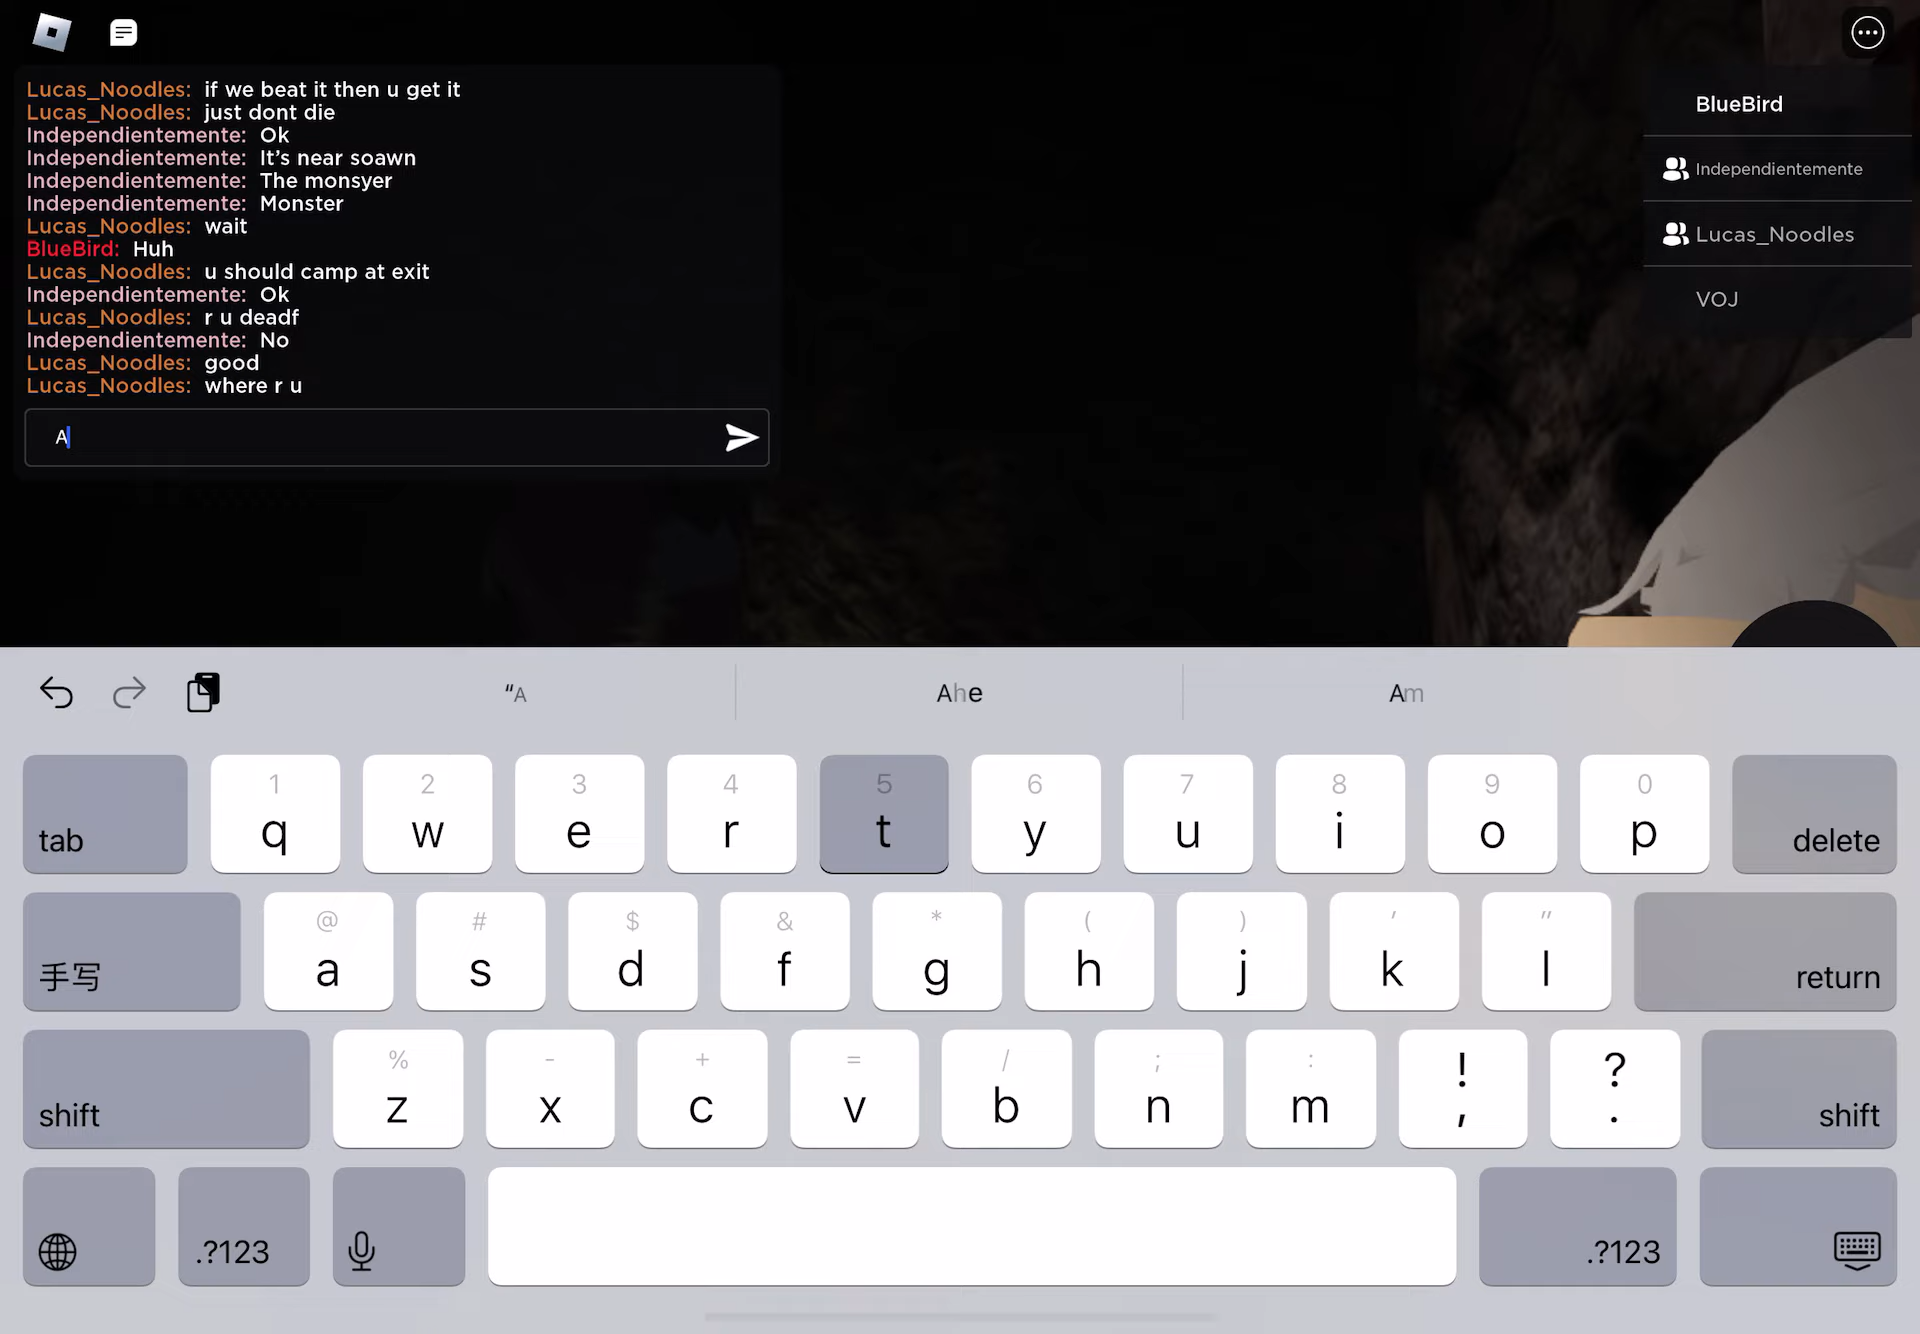 Lucas_Noodles: if we beat it then u get it
Lucas_Noodles: just dont die
Independientemente: Ok
Independientemente: It’s near soawn
Independientemente: The monsyer
Independientemente: Monster
Lucas_Noodles: wait
BlueBird: Huh
Lucas_Noodles: u should camp at exit
Independientemente: Ok
Lucas_Noodles: r u deadf
Independientemente: No
Lucas_Noodles: good
Lucas_Noodles: where r u
A
BlueBird
Independientemente
Lucas_Noodles
VOJ
“A Ahe Am
1 2 3 4 5 6 7 8 9 0
tab q w e r t y u i o p delete
@ # $ & * ( ) ' "
手写 a s d f g h j k l return
% - + = / ; : ! ?
shift z x c v b n m , . shift
.?123 .?123